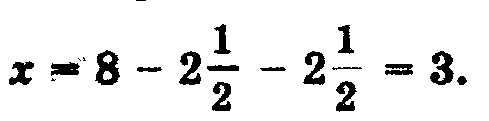 x = 8 − 2 1/2 − 2 1/2 = 3.